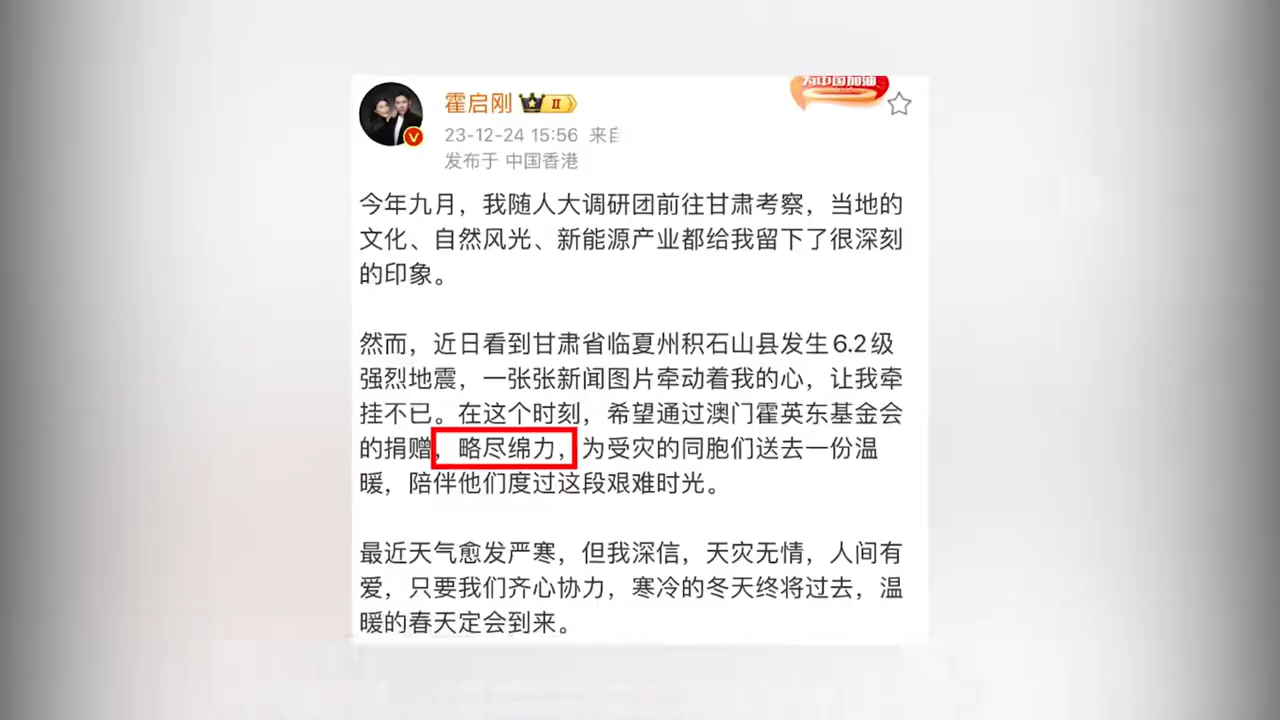 为中国加油
霍启刚 II
23-12-24 15:56 来自
发布于 中国香港
今年九月，我随人大调研团前往甘肃考察，当地的
文化、自然风光、新能源产业都给我留下了很深刻
的印象。
然而，近日看到甘肃省临夏州积石山县发生6.2级
强烈地震，一张张新闻图片牵动着我的心，让我牵
挂不已。在这个时刻，希望通过澳门霍英东基金会
的捐赠，略尽绵力，为受灾的同胞们送去一份温
暖，陪伴他们度过这段艰难时光。
最近天气愈发严寒，但我深信，天灾无情，人间有
爱，只要我们齐心协力，寒冷的冬天终将过去，温
暖的春天定会到来。